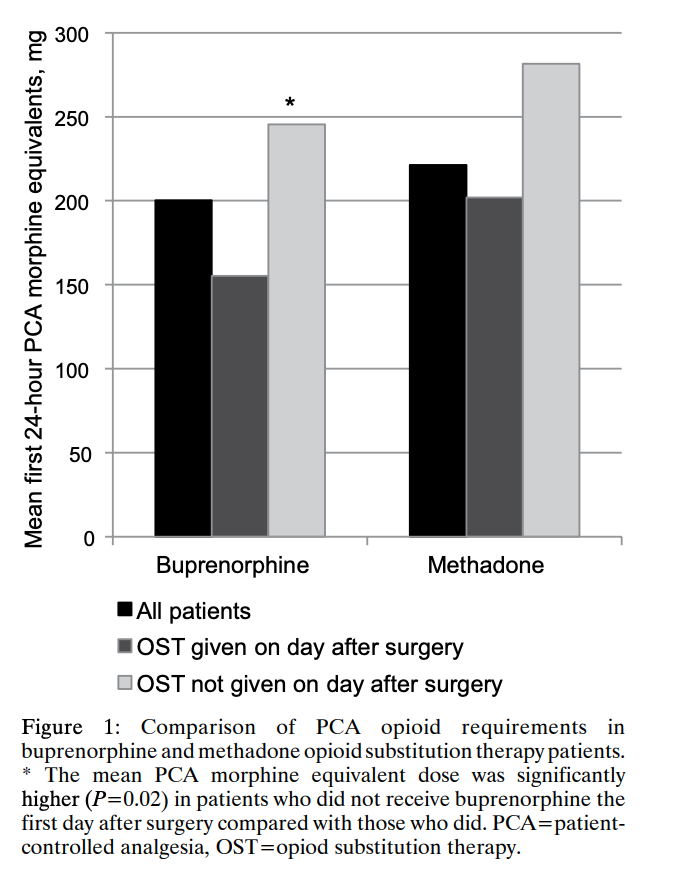 Mean first 24-hour PCA morphine equivalents, mg
300
250
200
150
100
50
0
*
Buprenorphine
Methadone
All patients
OST given on day after surgery
OST not given on day after surgery
Figure 1: Comparison of PCA opioid requirements in
buprenorphine and methadone opioid substitution therapy patients.
* The mean PCA morphine equivalent dose was significantly
higher (P=0.02) in patients who did not receive buprenorphine the
first day after surgery compared with those who did. PCA=patient-
controlled analgesia, OST=opiod substitution therapy.